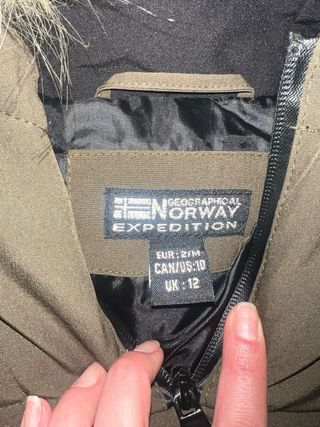 GEOGRAPHICAL
NORWAY
EXPEDITION
EUR : 2/M
CAN/US:10
UK : 12